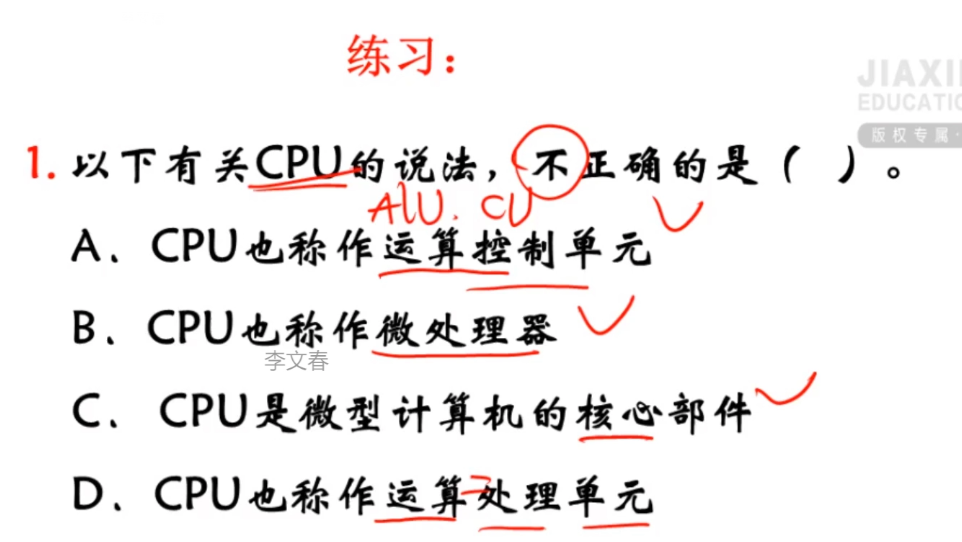 练习：
JIAXIN
EDUCATIO
版权专属·
1. 以下有关CPU的说法，不正确的是（ ）。
ALU. CU
A. CPU也称作运算控制单元
B. CPU也称作微处理器
李文春
C. CPU是微型计算机的核心部件
D. CPU也称作运算处理单元